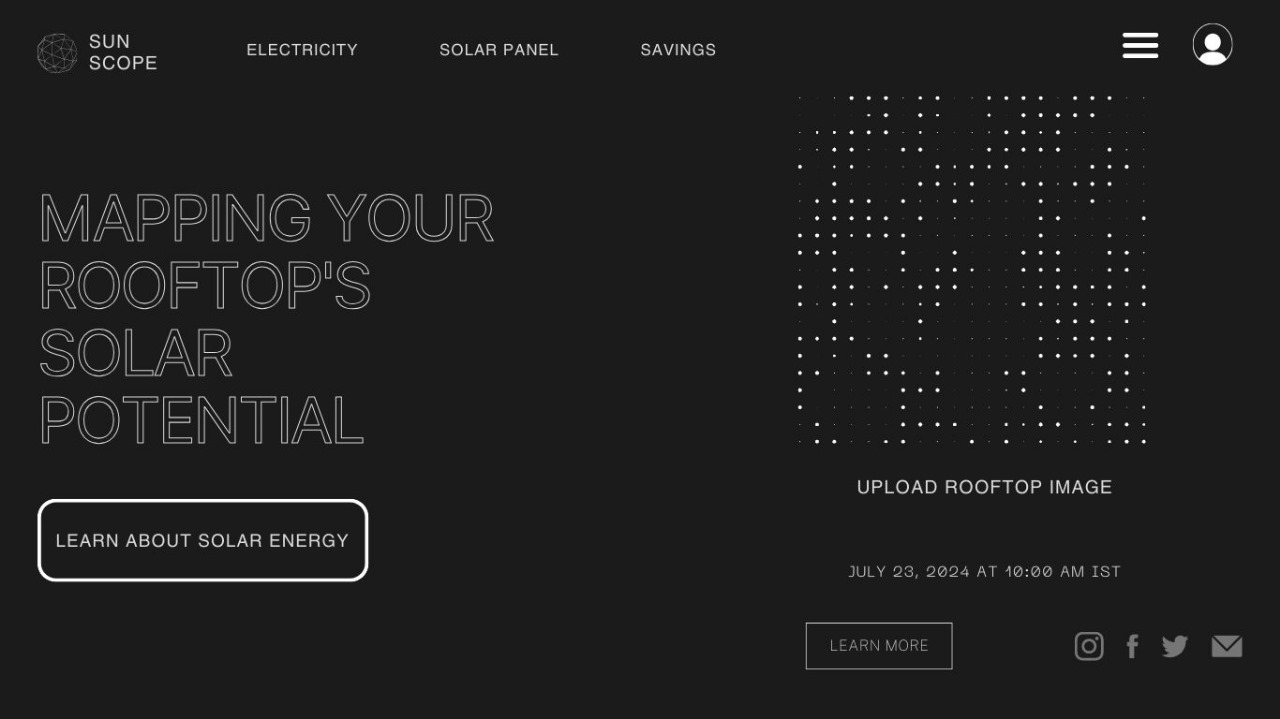 SUN
SCOPE
ELECTRICITY
SOLAR PANEL
SAVINGS
MAPPING YOUR
ROOFTOP'S
SOLAR
POTENTIAL
LEARN ABOUT SOLAR ENERGY
UPLOAD ROOFTOP IMAGE
JULY 23, 2024 AT 10:00 AM IST
LEARN MORE